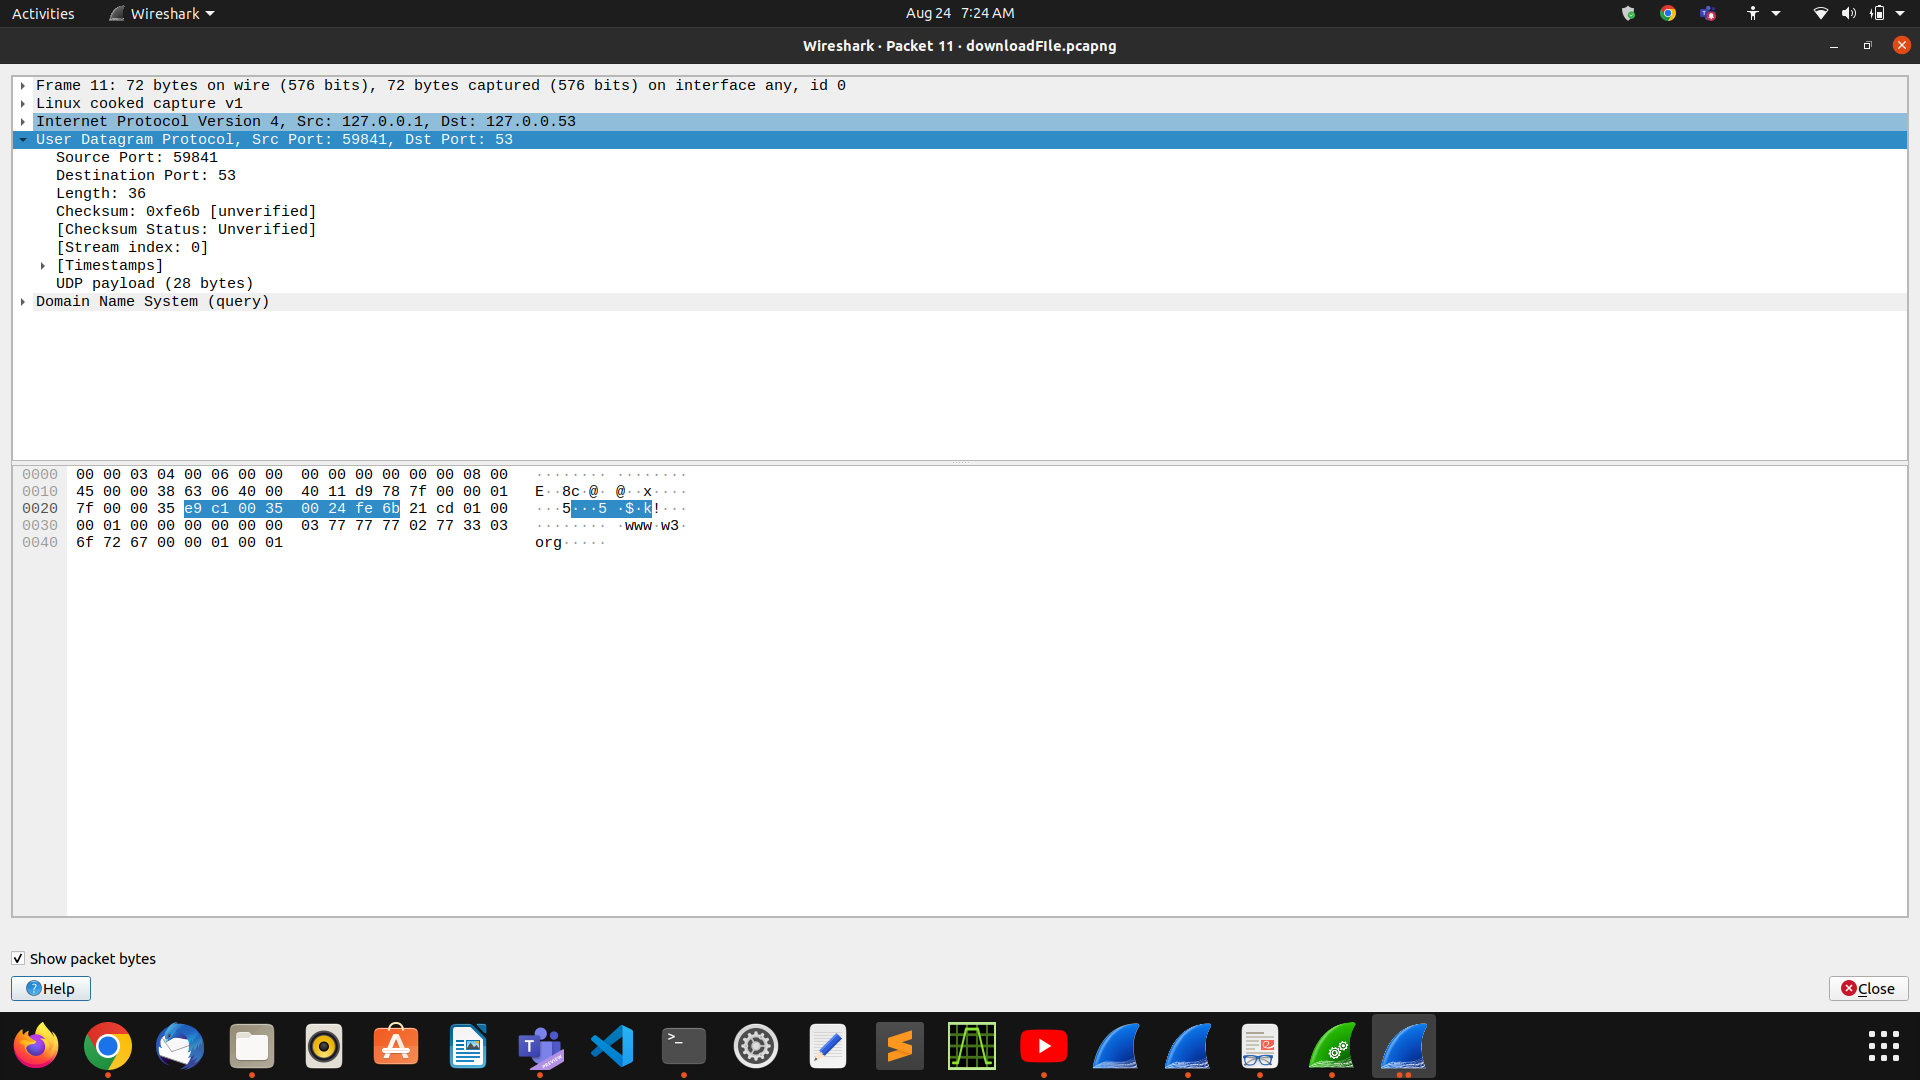 Activities Wireshark Aug 24 7:24 AM
Wireshark · Packet 11 · downloadFIle.pcapng
Frame 11: 72 bytes on wire (576 bits), 72 bytes captured (576 bits) on interface any, id 0
Linux cooked capture v1
Internet Protocol Version 4, Src: 127.0.0.1, Dst: 127.0.0.53
User Datagram Protocol, Src Port: 59841, Dst Port: 53
Source Port: 59841
Destination Port: 53
Length: 36
Checksum: 0xfe6b [unverified]
[Checksum Status: Unverified]
[Stream index: 0]
[Timestamps]
UDP payload (28 bytes)
Domain Name System (query)
0000 00 00 03 04 00 06 00 00 00 00 00 00 00 00 08 00 ········ ········
0010 45 00 00 38 63 06 40 00 40 11 d9 78 7f 00 00 01 E··8c·@· @··x····
0020 7f 00 00 35 e9 c1 00 35 00 24 fe 6b 21 cd 01 00 ···5···5 ·$·k!···
0030 00 01 00 00 00 00 00 00 03 77 77 77 02 77 33 03 ········ ·www·w3·
0040 6f 72 67 00 00 01 00 01 org·····
Show packet bytes
Help
Close